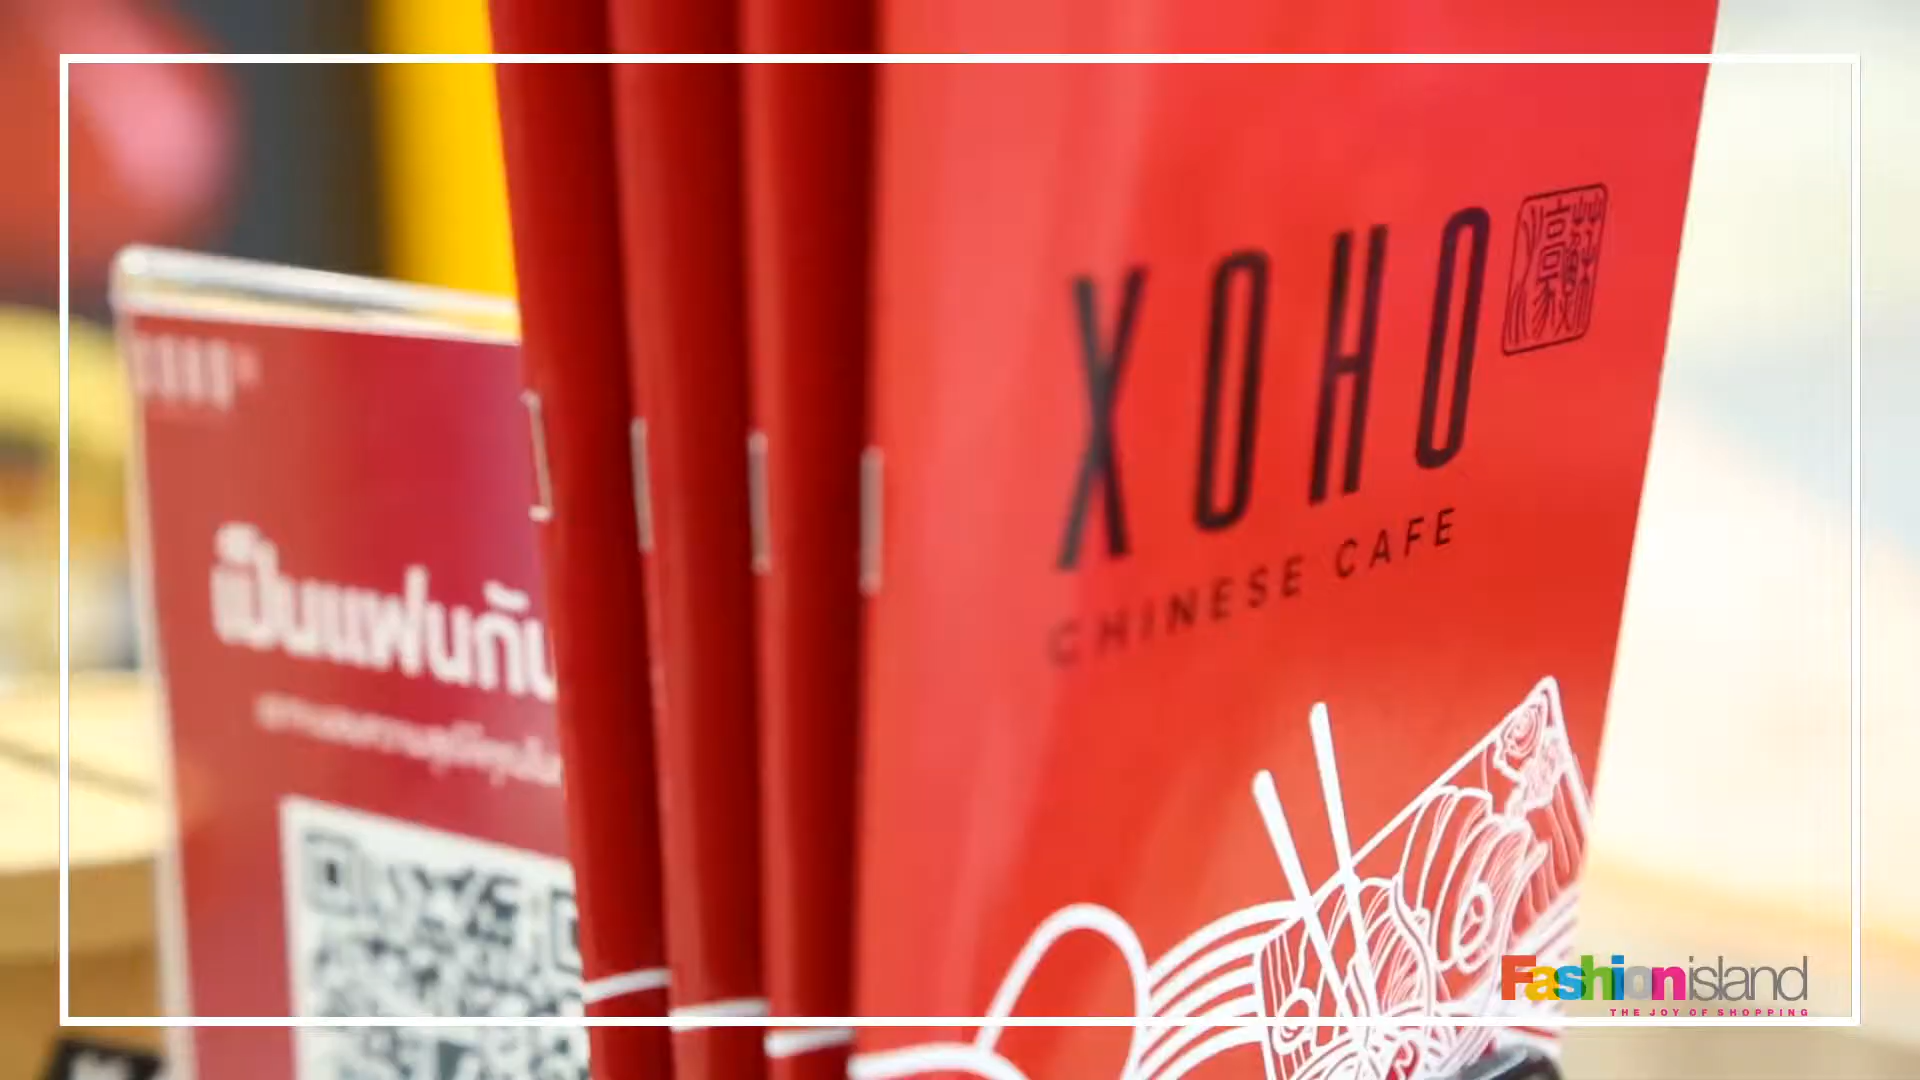 XOHO
CHINESE CAFE
เป็นแฟนกัน
Fashionisland
THE JOY OF SHOPPING